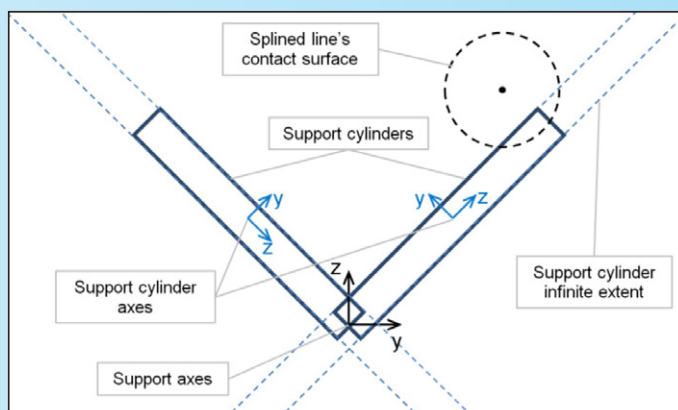 Splined line's
contact surface
Support cylinders
y
z
y
z
Support cylinder
axes
z
y
Support cylinder
infinite extent
Support axes